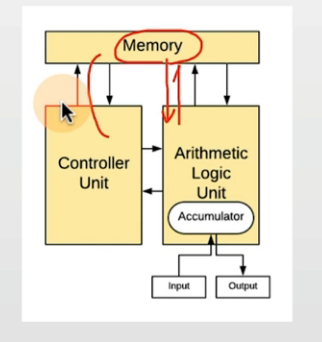 Memory
Controller
Unit
Arithmetic
Logic
Unit
Accumulator
Input
Output